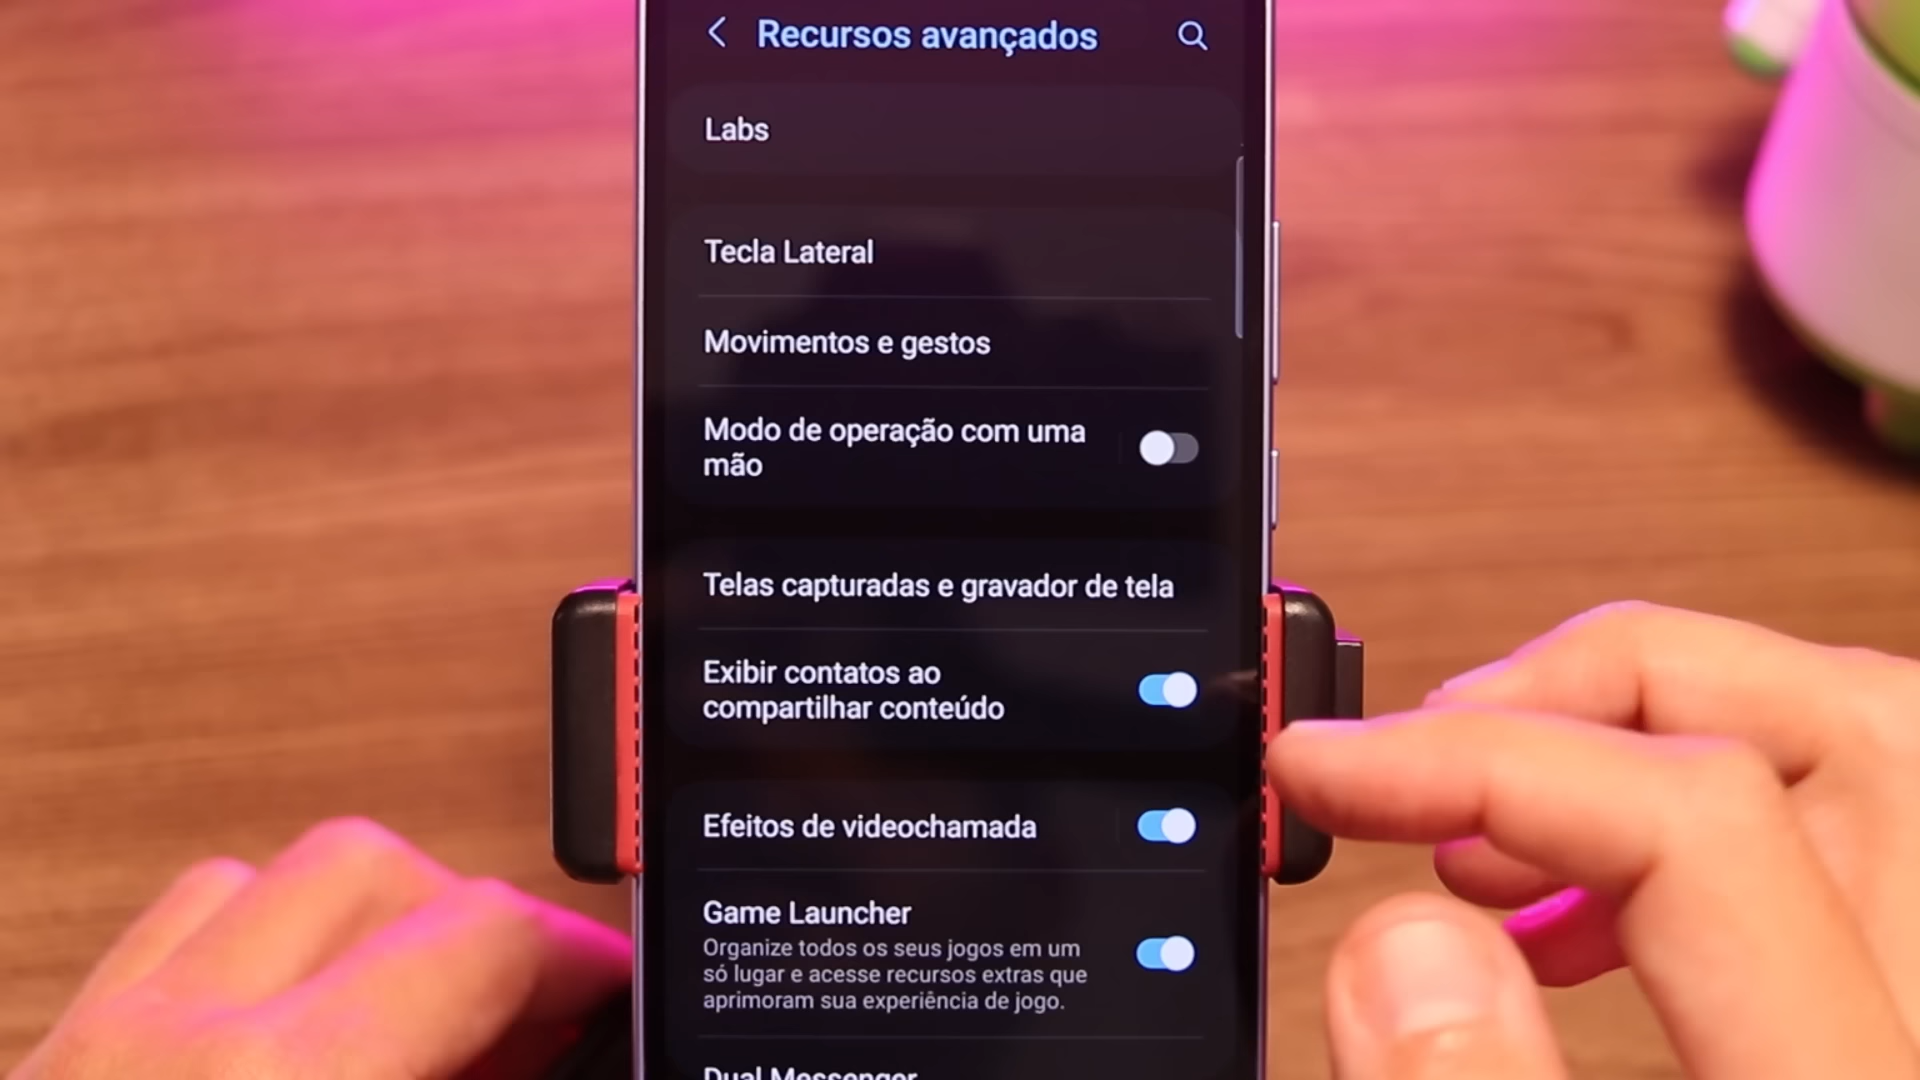 Recursos avançados
Labs
Tecla Lateral
Movimentos e gestos
Modo de operação com uma
mão
Telas capturadas e gravador de tela
Exibir contatos ao
compartilhar conteúdo
Efeitos de videochamada
Game Launcher
Organize todos os seus jogos em um
só lugar e acesse recursos extras que
aprimoram sua experiência de jogo.
Dual Messenger